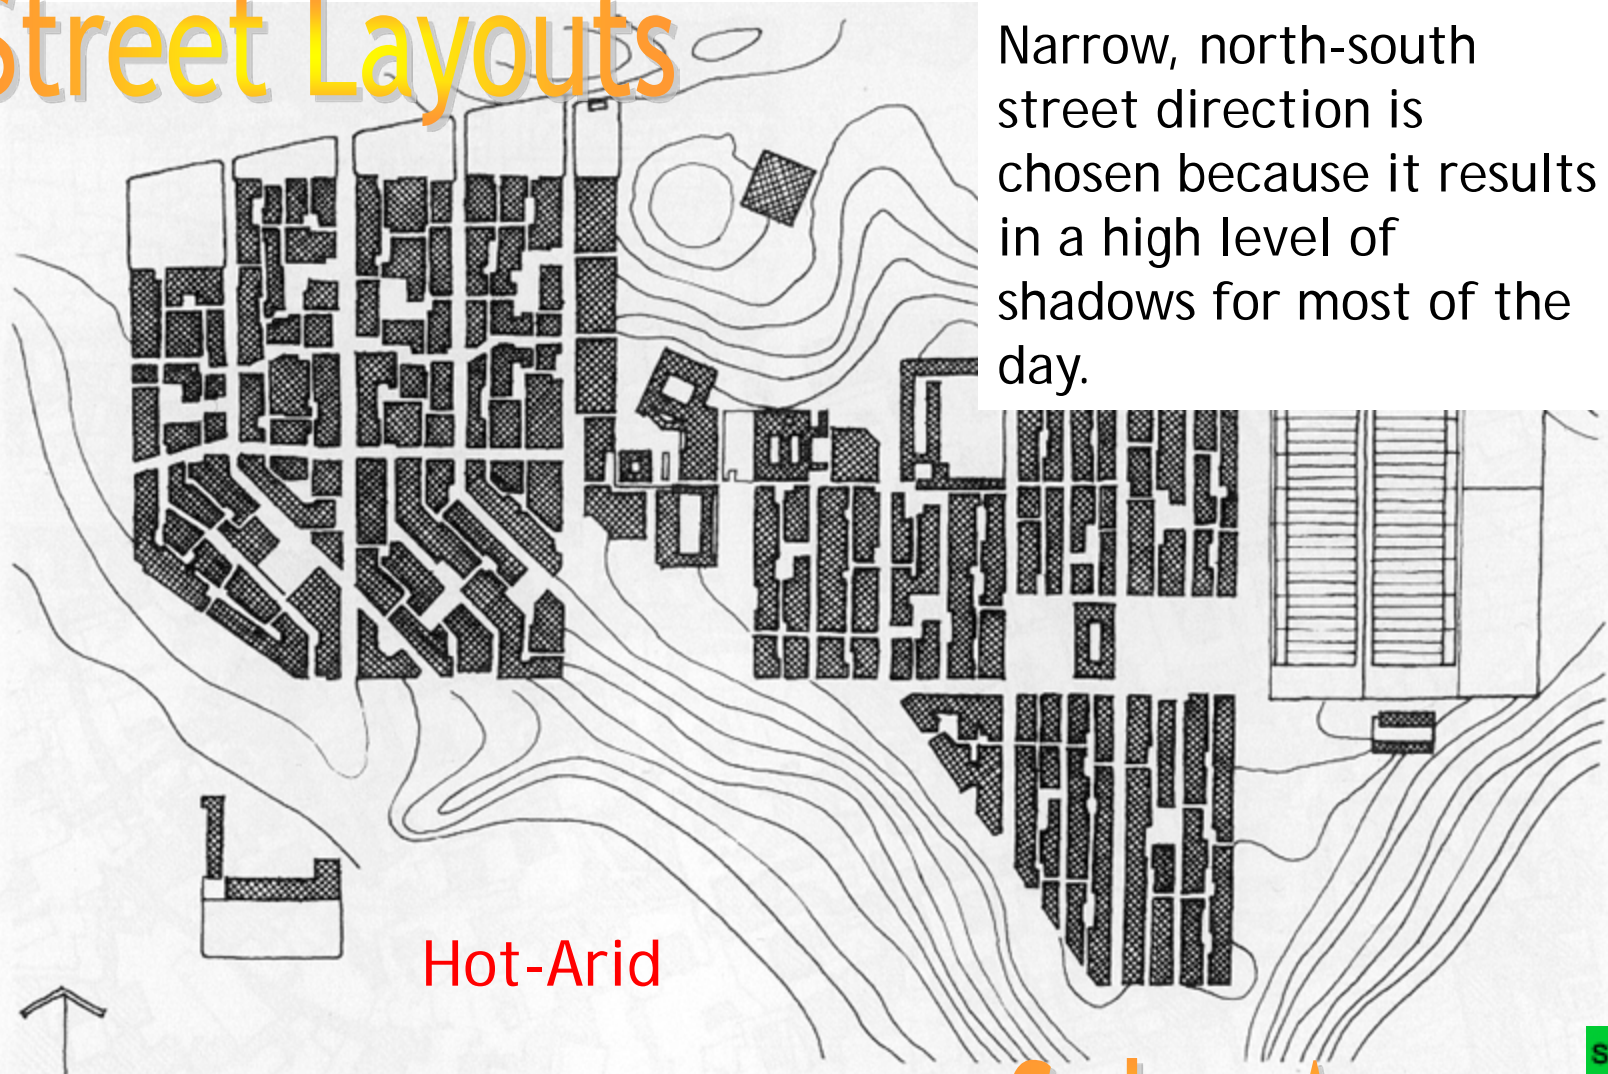 Street Layouts
Narrow, north-south
street direction is
chosen because it results
in a high level of
shadows for most of the
day.
Hot-Arid